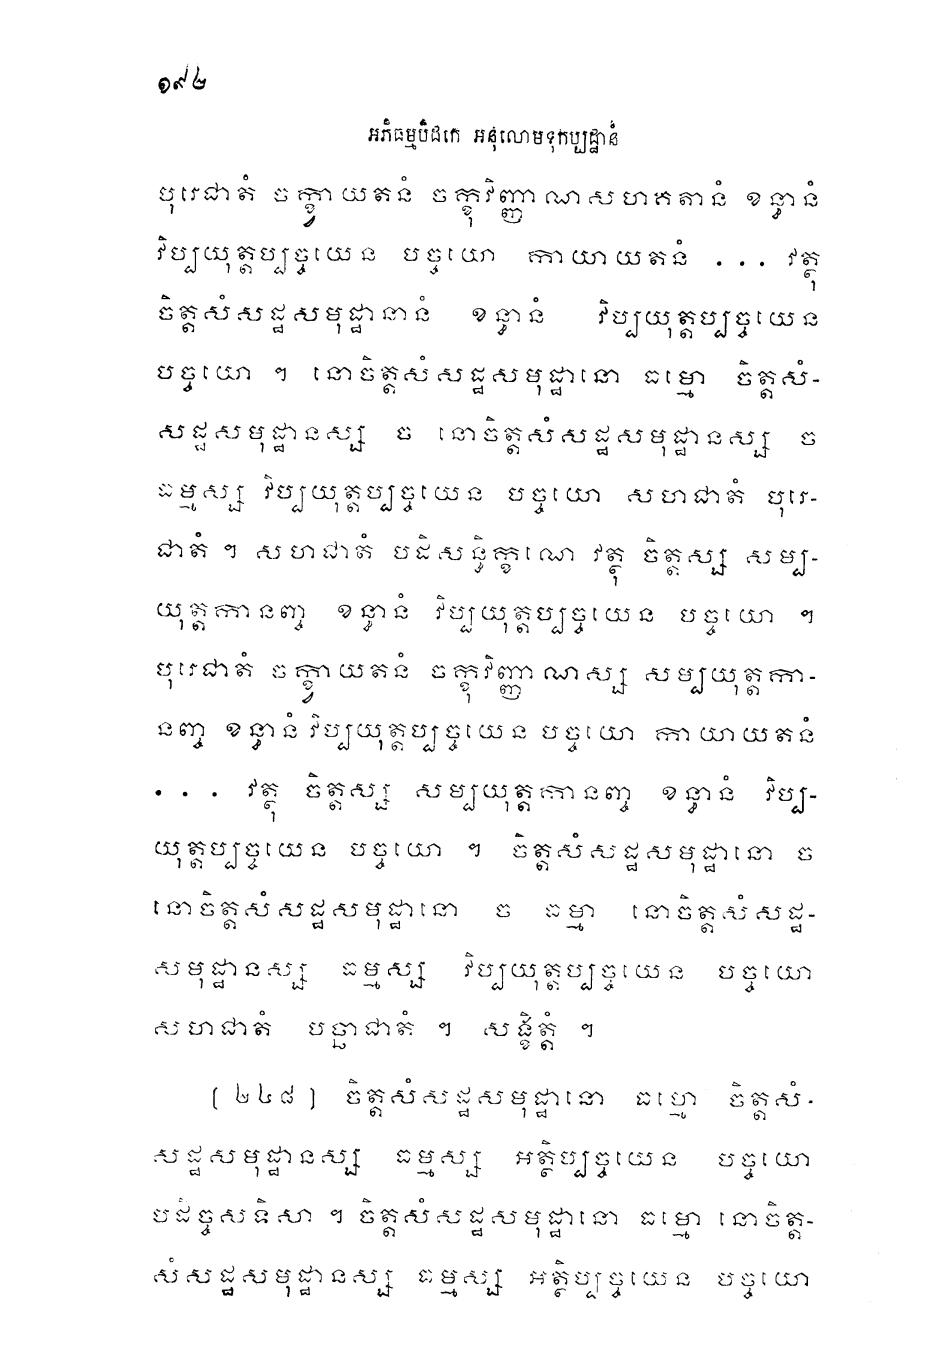 ១៩៤
អភិធម្មបិដកេ អនុលោមទុកប្បដ្ឋានំ
បុរេជាតំ ចក្ខ្វាយតនំ ចក្ខុវិញ្ញាណសហគតានំ ខន្ធានំ
វិប្បយុត្តប្បច្ចយេន បច្ចយោ កាយាយតនំ ... វត្ថុ
ចិត្តសំសដ្ឋសមុដ្ឋានានំ ខន្ធានំ វិប្បយុត្តប្បច្ចយេន
បច្ចយោ ។ នោចិត្តសំសដ្ឋសមុដ្ឋានោ ធម្មោ ចិត្តសំ-
សដ្ឋសមុដ្ឋានស្ស ច នោចិត្តសំសដ្ឋសមុដ្ឋានស្ស ច
ធម្មស្ស វិប្បយុត្តប្បច្ចយេន បច្ចយោ សហជាតំ បុរេ-
ជាតំ ។ សហជាតំ បដិសន្ធិក្ខណេ វត្ថុ ចិត្តស្ស សម្ប-
យុត្តកានញ្ច ខន្ធានំ វិប្បយុត្តប្បច្ចយេន បច្ចយោ ។
បុរេជាតំ ចក្ខ្វាយតនំ ចក្ខុវិញ្ញាណស្ស សម្បយុត្តកា-
នញ្ច ខន្ធានំ វិប្បយុត្តប្បច្ចយេន បច្ចយោ កាយាយតនំ
... វត្ថុ ចិត្តស្ស សម្បយុត្តកានញ្ច ខន្ធានំ វិប្ប-
យុត្តប្បច្ចយេន បច្ចយោ ។ ចិត្តសំសដ្ឋសមុដ្ឋានោ ច
នោចិត្តសំសដ្ឋសមុដ្ឋានោ ច ធម្មា នោចិត្តសំសដ្ឋ-
សមុដ្ឋានស្ស ធម្មស្ស វិប្បយុត្តប្បច្ចយេន បច្ចយោ
សហជាតំ បច្ឆាជាតំ ។ សង្ខិត្តំ ។
[២៤៨] ចិត្តសំសដ្ឋសមុដ្ឋានោ ធម្មោ ចិត្តសំ-
សដ្ឋសមុដ្ឋានស្ស ធម្មស្ស អត្ថិប្បច្ចយេន បច្ចយោ
បដិច្ចសទិសា ។ ចិត្តសំសដ្ឋសមុដ្ឋានោ ធម្មោ នោចិត្ត-
សំសដ្ឋសមុដ្ឋានស្ស ធម្មស្ស អត្ថិប្បច្ចយេន បច្ចយោ